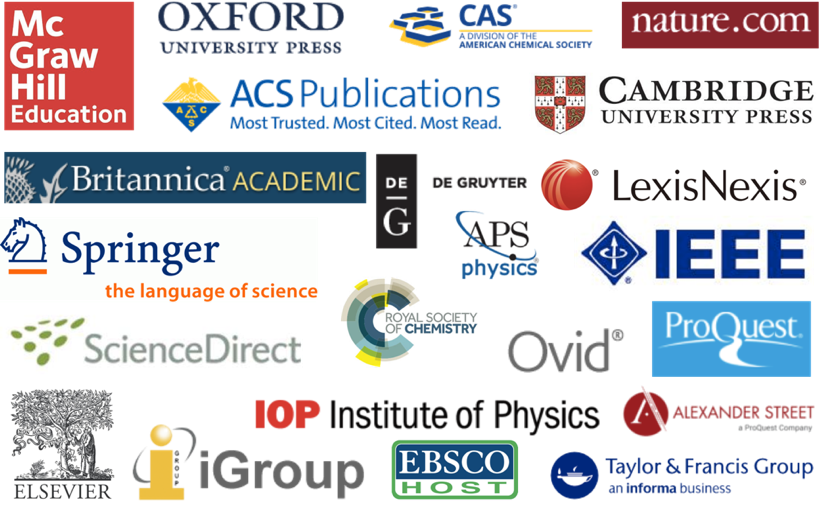 Mc
Graw
Hill
Education
OXFORD
UNIVERSITY PRESS
CAS®
A DIVISION OF THE
AMERICAN CHEMICAL SOCIETY
nature.com
A C S
ACS Publications
Most Trusted. Most Cited. Most Read.
CAMBRIDGE
UNIVERSITY PRESS
Britannica® ACADEMIC
DE
G
DE GRUYTER
® LexisNexis®
Springer
the language of science
APS
physics®
® IEEE
ROYAL SOCIETY
OF CHEMISTRY
ScienceDirect
Ovid®
ProQuest®
ELSEVIER
IOP Institute of Physics
A
ALEXANDER STREET
a ProQuest Company
GROUP
iGroup
EBSCO
HOST
Taylor & Francis Group
an informa business